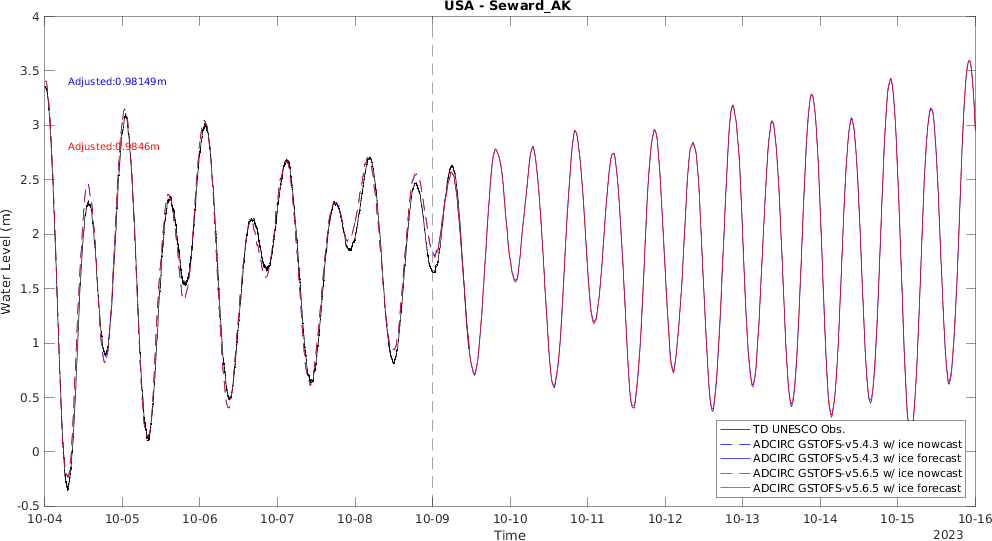 USA - Seward_AK
4
3.5
3
2.5
2
1.5
1
0.5
0
-0.5
Water Level (m)
Adjusted:0.98149m
Adjusted:0.9846m
TD UNESCO Obs.
ADCIRC GSTOFS-v5.4.3 w/ ice nowcast
ADCIRC GSTOFS-v5.4.3 w/ ice forecast
ADCIRC GSTOFS-v5.6.5 w/ ice nowcast
ADCIRC GSTOFS-v5.6.5 w/ ice forecast
10-04 10-05 10-06 10-07 10-08 10-09 10-10 10-11 10-12 10-13 10-14 10-15 10-16
Time
2023